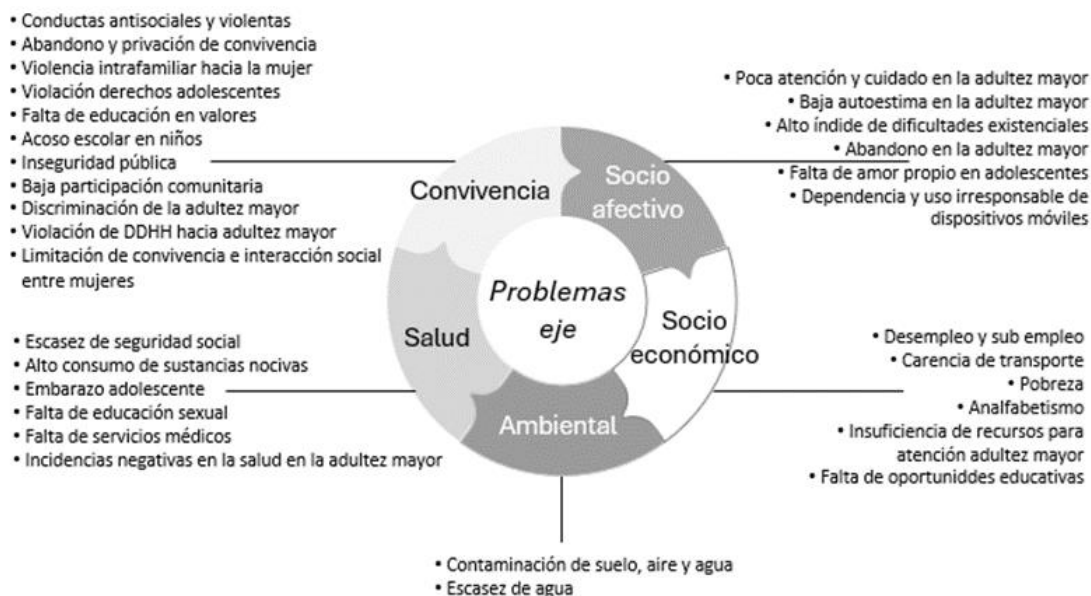 • Conductas antisociales y violentas
• Abandono y privación de convivencia
• Violencia intrafamiliar hacia la mujer
• Violación derechos adolescentes
• Falta de educación en valores
• Acoso escolar en niños
• Inseguridad pública
• Baja participación comunitaria
• Discriminación de la adultez mayor
• Violación de DDHH hacia adultez mayor
• Limitación de convivencia e interacción social
entre mujeres
• Poca atención y cuidado en la adultez mayor
• Baja autoestima en la adultez mayor
• Alto índide de dificultades existenciales
• Abandono en la adultez mayor
• Falta de amor propio en adolescentes
• Dependencia y uso irresponsable de
dispositivos móviles
Convivencia
Socio
afectivo
Problemas
eje
Salud
Socio
económico
Ambiental
• Escasez de seguridad social
• Alto consumo de sustancias nocivas
• Embarazo adolescente
• Falta de educación sexual
• Falta de servicios médicos
• Incidencias negativas en la salud en la adultez mayor
• Desempleo y sub empleo
• Carencia de transporte
• Pobreza
• Analfabetismo
• Insuficiencia de recursos para
atención adultez mayor
• Falta de oportuniddes educativas
• Contaminación de suelo, aire y agua
• Escasez de agua